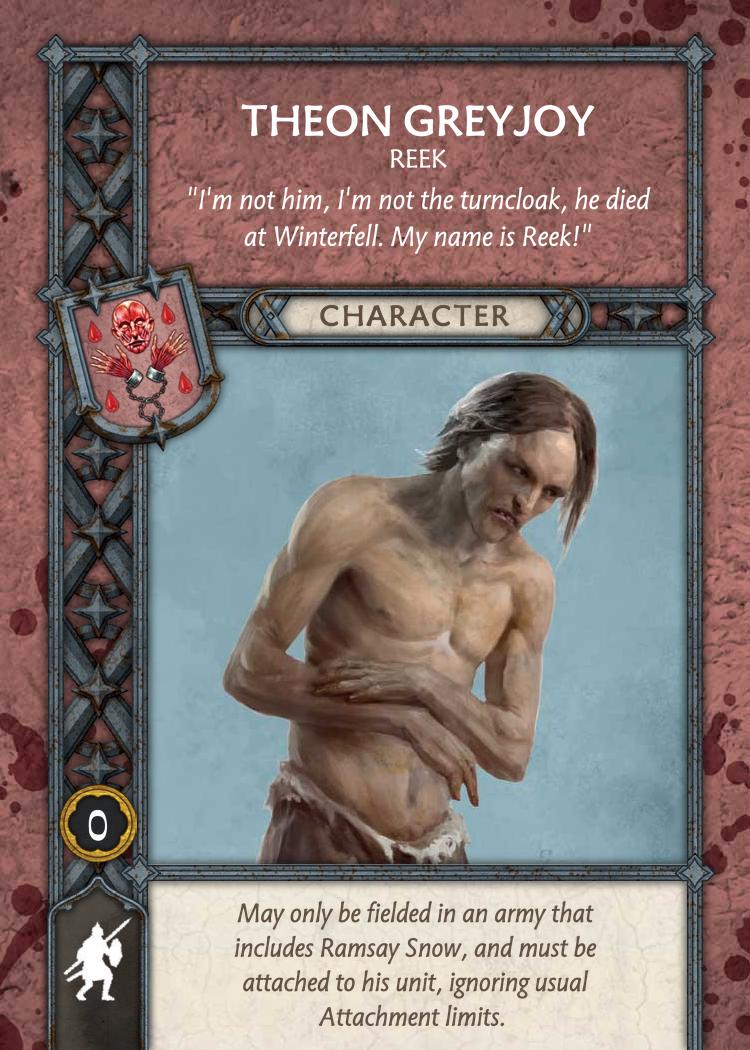 THEON GREYJOY
REEK
"I'm not him, I'm not the turncloak, he died
at Winterfell. My name is Reek!"
CHARACTER
0
May only be fielded in an army that
includes Ramsay Snow, and must be
attached to his unit, ignoring usual
Attachment limits.